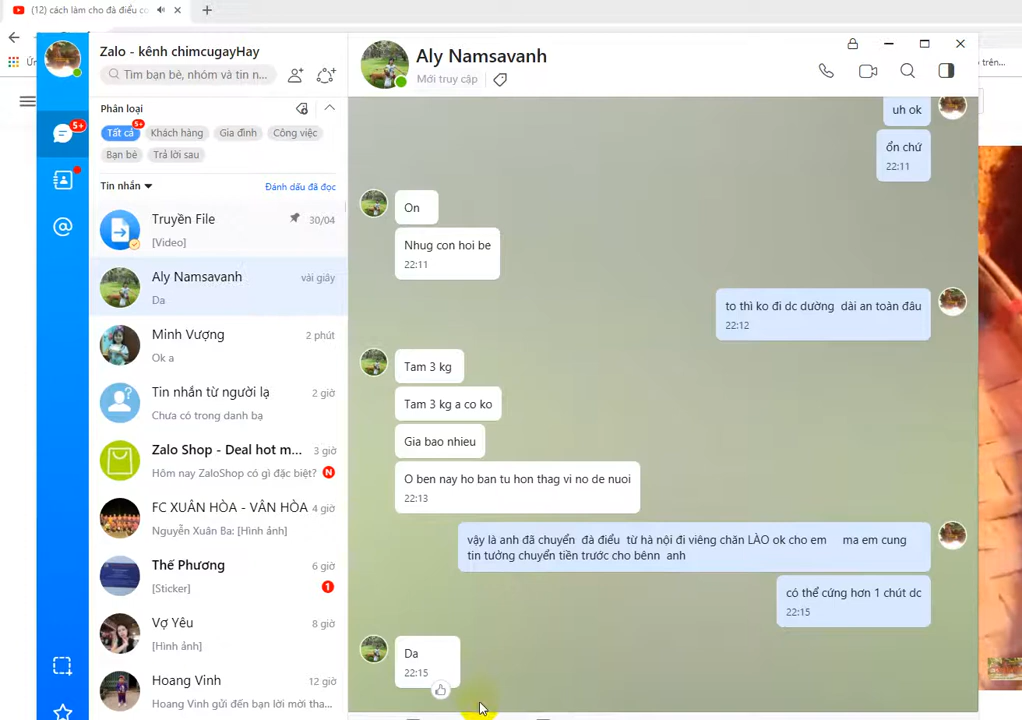 (12) cách làm cho đà điểu có
Zalo - kênh chimcugayHay
Tìm bạn bè, nhóm và tin n...
Phân loại
5+
Tất cả
Khách hàng
Gia đình
Công việc
Bạn bè
Trả lời sau
Tin nhắn
Đánh dấu đã đọc
5+
Truyền File
30/04
[Video]
Aly Namsavanh
vài giây
Da
Minh Vượng
2 phút
Ok a
Tin nhắn từ người lạ
2 giờ
Chưa có trong danh bạ
Zalo Shop - Deal hot m...
3 giờ
Hôm nay ZaloShop có gì đặc biệt?
N
FC XUÂN HÒA - VÂN HÒA
4 giờ
Nguyễn Xuân Ba: [Hình ảnh]
Thế Phương
6 giờ
[Sticker]
1
Vợ Yêu
8 giờ
[Hình ảnh]
Hoang Vinh
12 giờ
Hoang Vinh gửi đến bạn lời mời tha...
Aly Namsavanh
Mới truy cập
uh ok
ổn chứ
22:11
On
Nhug con hoi be
22:11
to thì ko đi dc dường dài an toàn đâu
22:12
Tam 3 kg
Tam 3 kg a co ko
Gia bao nhieu
O ben nay ho ban tu hon thag vi no de nuoi
22:13
vậy là anh đã chuyển đà điểu từ hà nội đi viêng chăn LÀO ok cho em ma em cung
tin tưởng chuyển tiền trước cho bênn anh
có thể cứng hơn 1 chút dc
22:15
Da
22:15
trên...